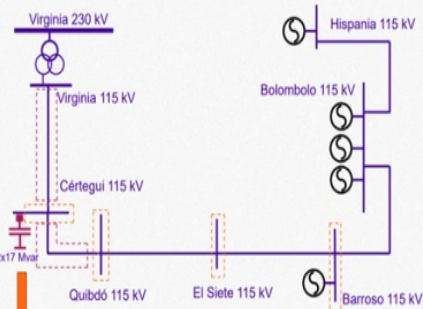 Virginia 230 kV
Hispania 115 kV
Virginia 115 kV
Bolombolo 115 kV
Cértegui 115 kV
x17 Mvar
Quibdó 115 kV
El Siete 115 kV
Barroso 115 kV